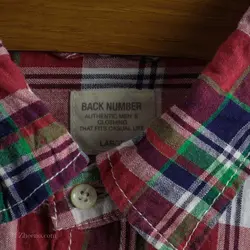 BACK NUMBER
AUTHENTIC MEN'S
CLOTHING
THAT FITS CASUAL LIFE
LARGE